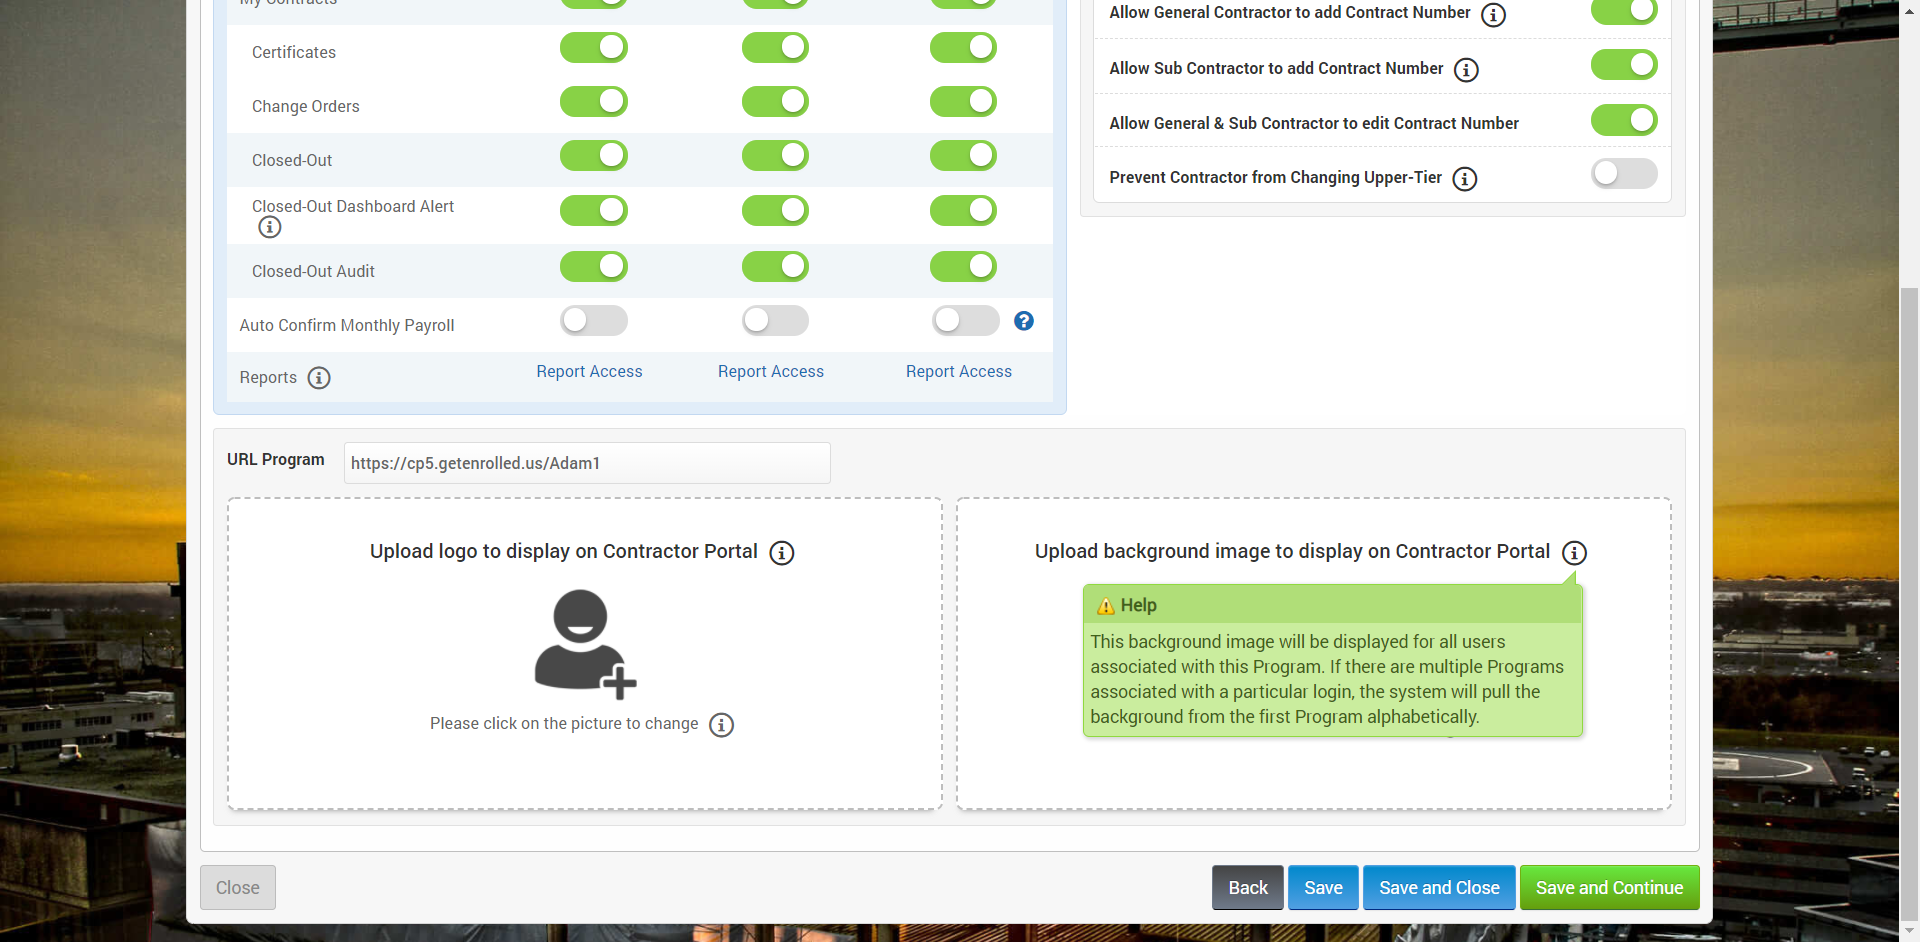 My Contracts
Certificates
Change Orders
Closed-Out
Closed-Out Dashboard Alert
Closed-Out Audit
Auto Confirm Monthly Payroll
Reports
Report Access
Report Access
Report Access
Allow General Contractor to add Contract Number
Allow Sub Contractor to add Contract Number
Allow General & Sub Contractor to edit Contract Number
Prevent Contractor from Changing Upper-Tier
URL Program
https://cp5.getenrolled.us/Adam1
Upload logo to display on Contractor Portal
Please click on the picture to change
Upload background image to display on Contractor Portal
Help
This background image will be displayed for all users
associated with this Program. If there are multiple Programs
associated with a particular login, the system will pull the
background from the first Program alphabetically.
Close
Back
Save
Save and Close
Save and Continue